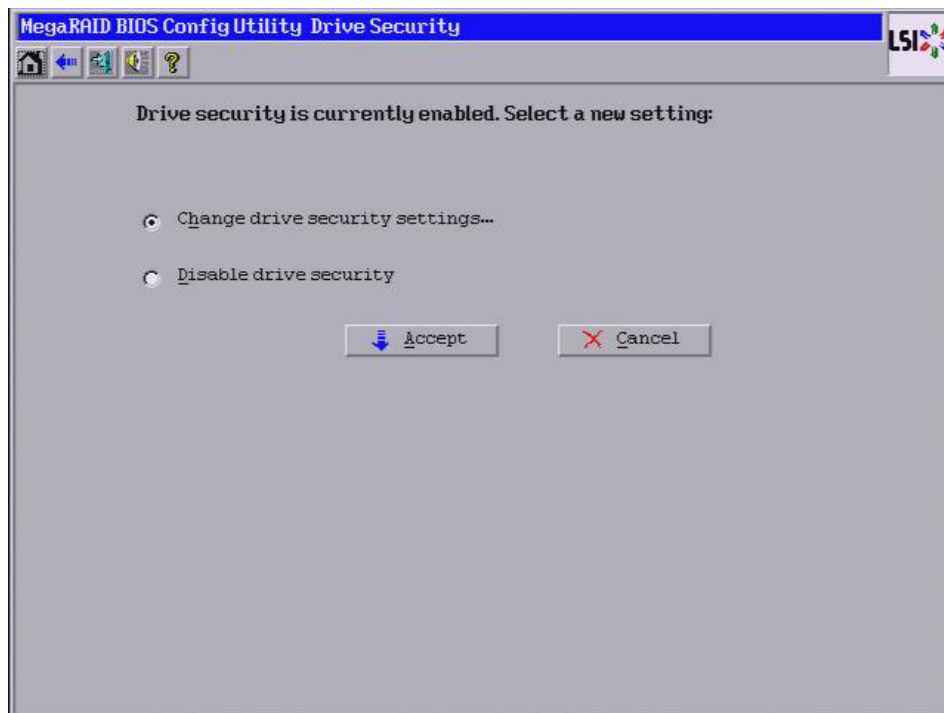 MegaRAID BIOS Config Utility Drive Security
LSI
?
Drive security is currently enabled. Select a new setting:
Change drive security settings...
Disable drive security
Accept
Cancel